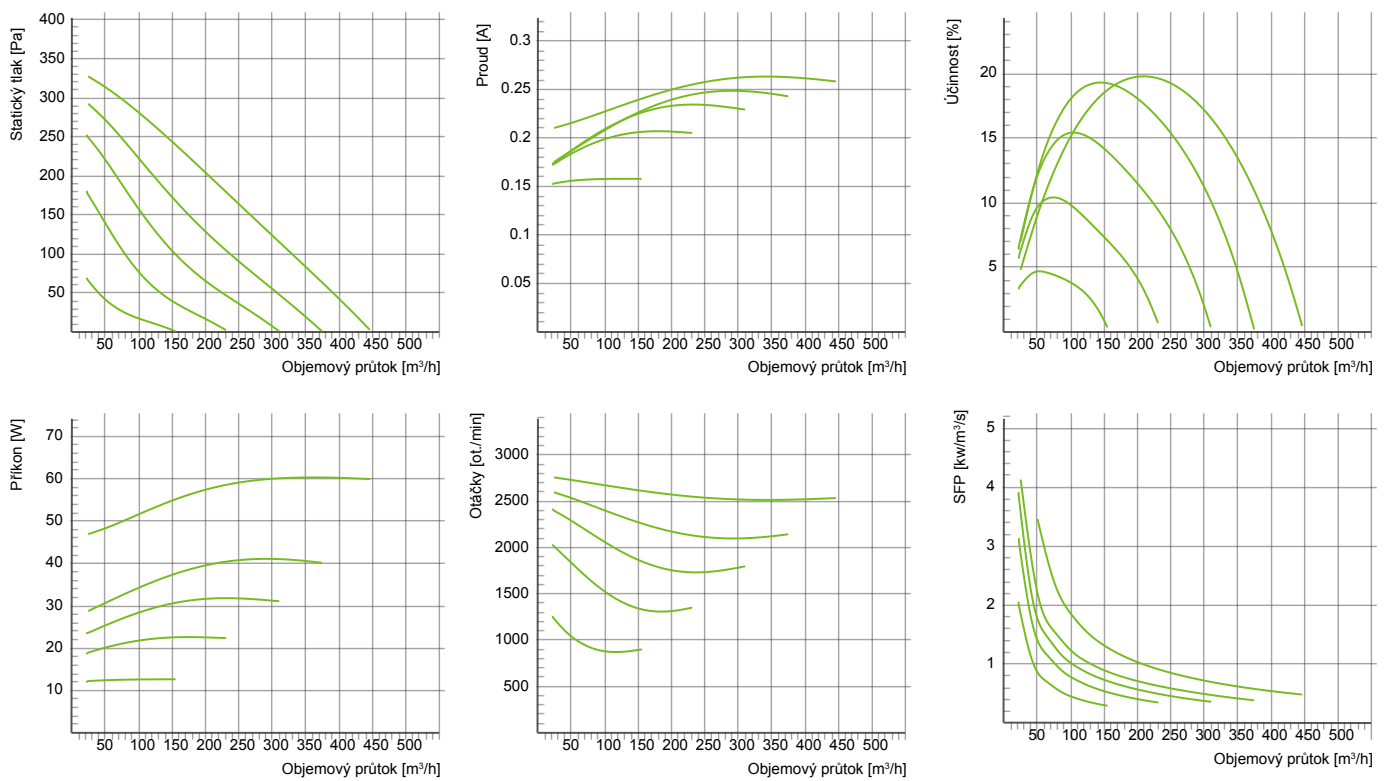 Statický tlak [Pa]
400
350
300
250
200
150
100
50
50 100 150 200 250 300 350 400 450 500
Objemový průtok [m³/h]
Proud [A]
0.3
0.25
0.2
0.15
0.1
0.05
50 100 150 200 250 300 350 400 450 500
Objemový průtok [m³/h]
Účinnost [%]
20
15
10
5
50 100 150 200 250 300 350 400 450 500
Objemový průtok [m³/h]
Příkon [W]
70
60
50
40
30
20
10
50 100 150 200 250 300 350 400 450 500
Objemový průtok [m³/h]
Otáčky [ot./min]
3000
2500
2000
1500
1000
500
50 100 150 200 250 300 350 400 450 500
Objemový průtok [m³/h]
SFP [kw/m³/s]
5
4
3
2
1
50 100 150 200 250 300 350 400 450 500
Objemový průtok [m³/h]